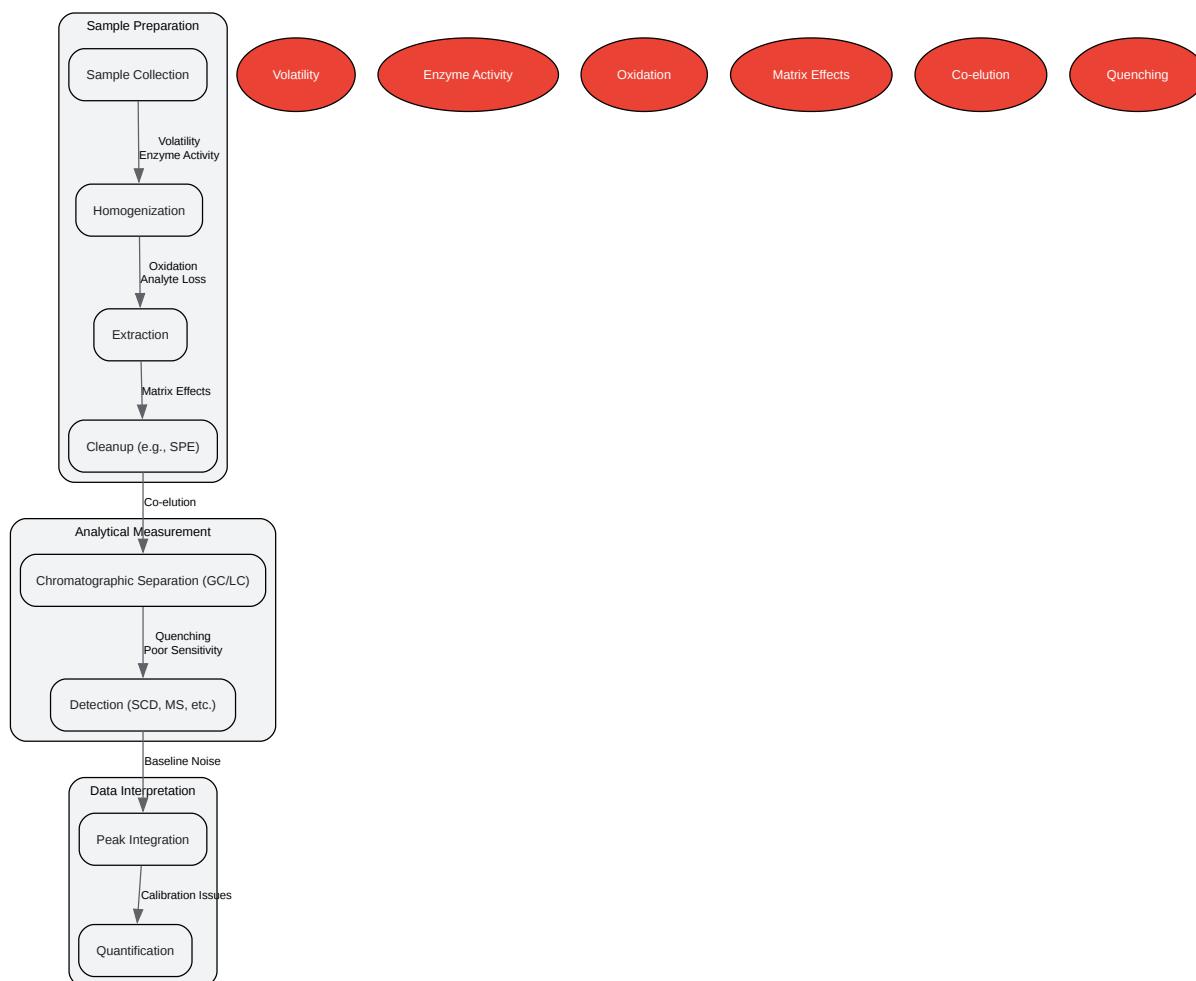 Sample Preparation
Sample Collection
Volatility
Enzyme Activity
Oxidation
Matrix Effects
Co-elution
Quenching
Volatility
Enzyme Activity
Homogenization
Oxidation
Analyte Loss
Extraction
Matrix Effects
Cleanup (e.g., SPE)
Co-elution
Analytical Measurement
Chromatographic Separation (GC/LC)
Quenching
Poor Sensitivity
Detection (SCD, MS, etc.)
Baseline Noise
Data Interpretation
Peak Integration
Calibration Issues
Quantification